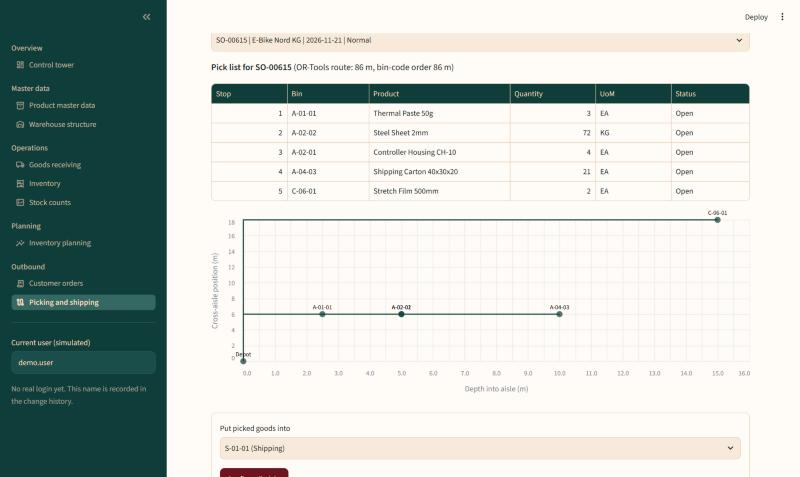 Deploy
Overview
Control tower
Master data
Product master data
Warehouse structure
Operations
Goods receiving
Inventory
Stock counts
Planning
Inventory planning
Outbound
Customer orders
Picking and shipping
Current user (simulated)
demo.user
No real login yet. This name is recorded in
the change history.
SO-00615 | E-Bike Nord KG | 2026-11-21 | Normal
Pick list for SO-00615 (OR-Tools route: 86 m, bin-code order 86 m)
Stop Bin Product Quantity UoM Status
1 A-01-01 Thermal Paste 50g 3 EA Open
2 A-02-02 Steel Sheet 2mm 72 KG Open
3 A-02-01 Controller Housing CH-10 4 EA Open
4 A-04-03 Shipping Carton 40x30x20 21 EA Open
5 C-06-01 Stretch Film 500mm 2 EA Open
C-06-01
18
16
14
12
10
8
A-01-01 A-04-03
6
4
2
Depot
0
Cross-aisle position (m)
0.0 1.0 2.0 3.0 4.0 5.0 6.0 7.0 8.0 9.0 10.0 11.0 12.0 13.0 14.0 15.0 16.0
Depth into aisle (m)
Put picked goods into
S-01-01 (Shipping)